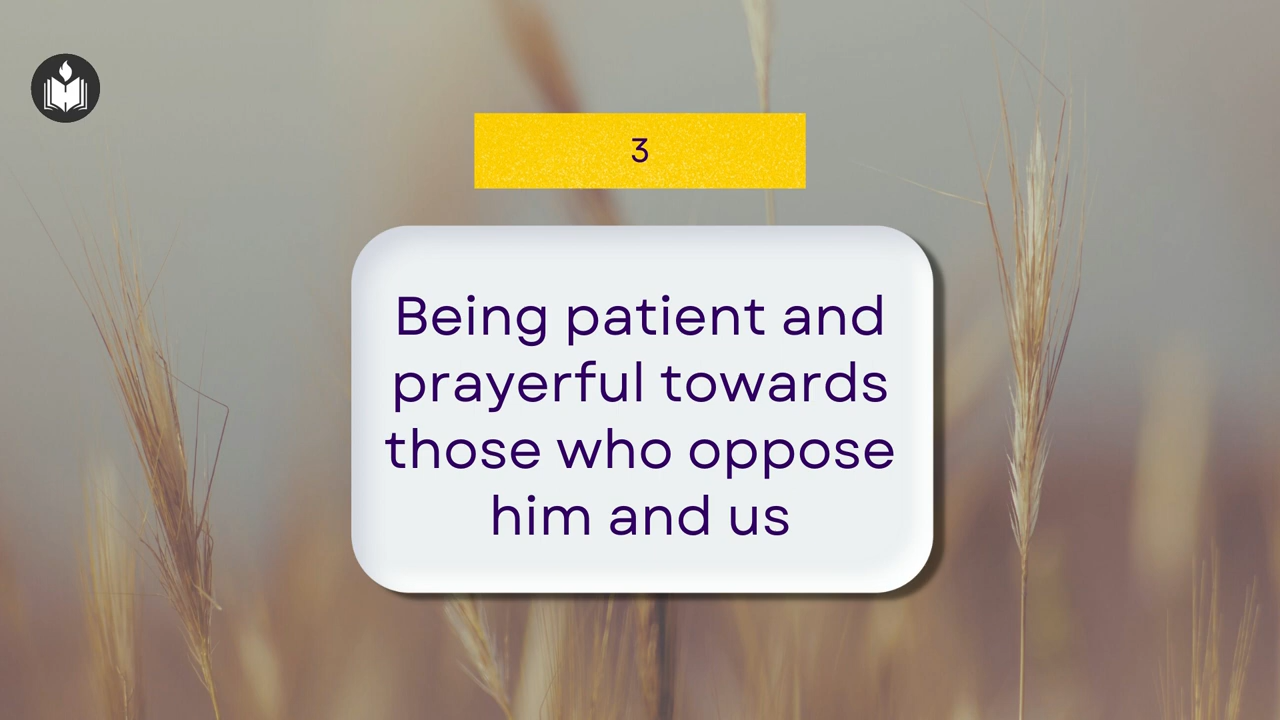 3
Being patient and
prayerful towards
those who oppose
him and us